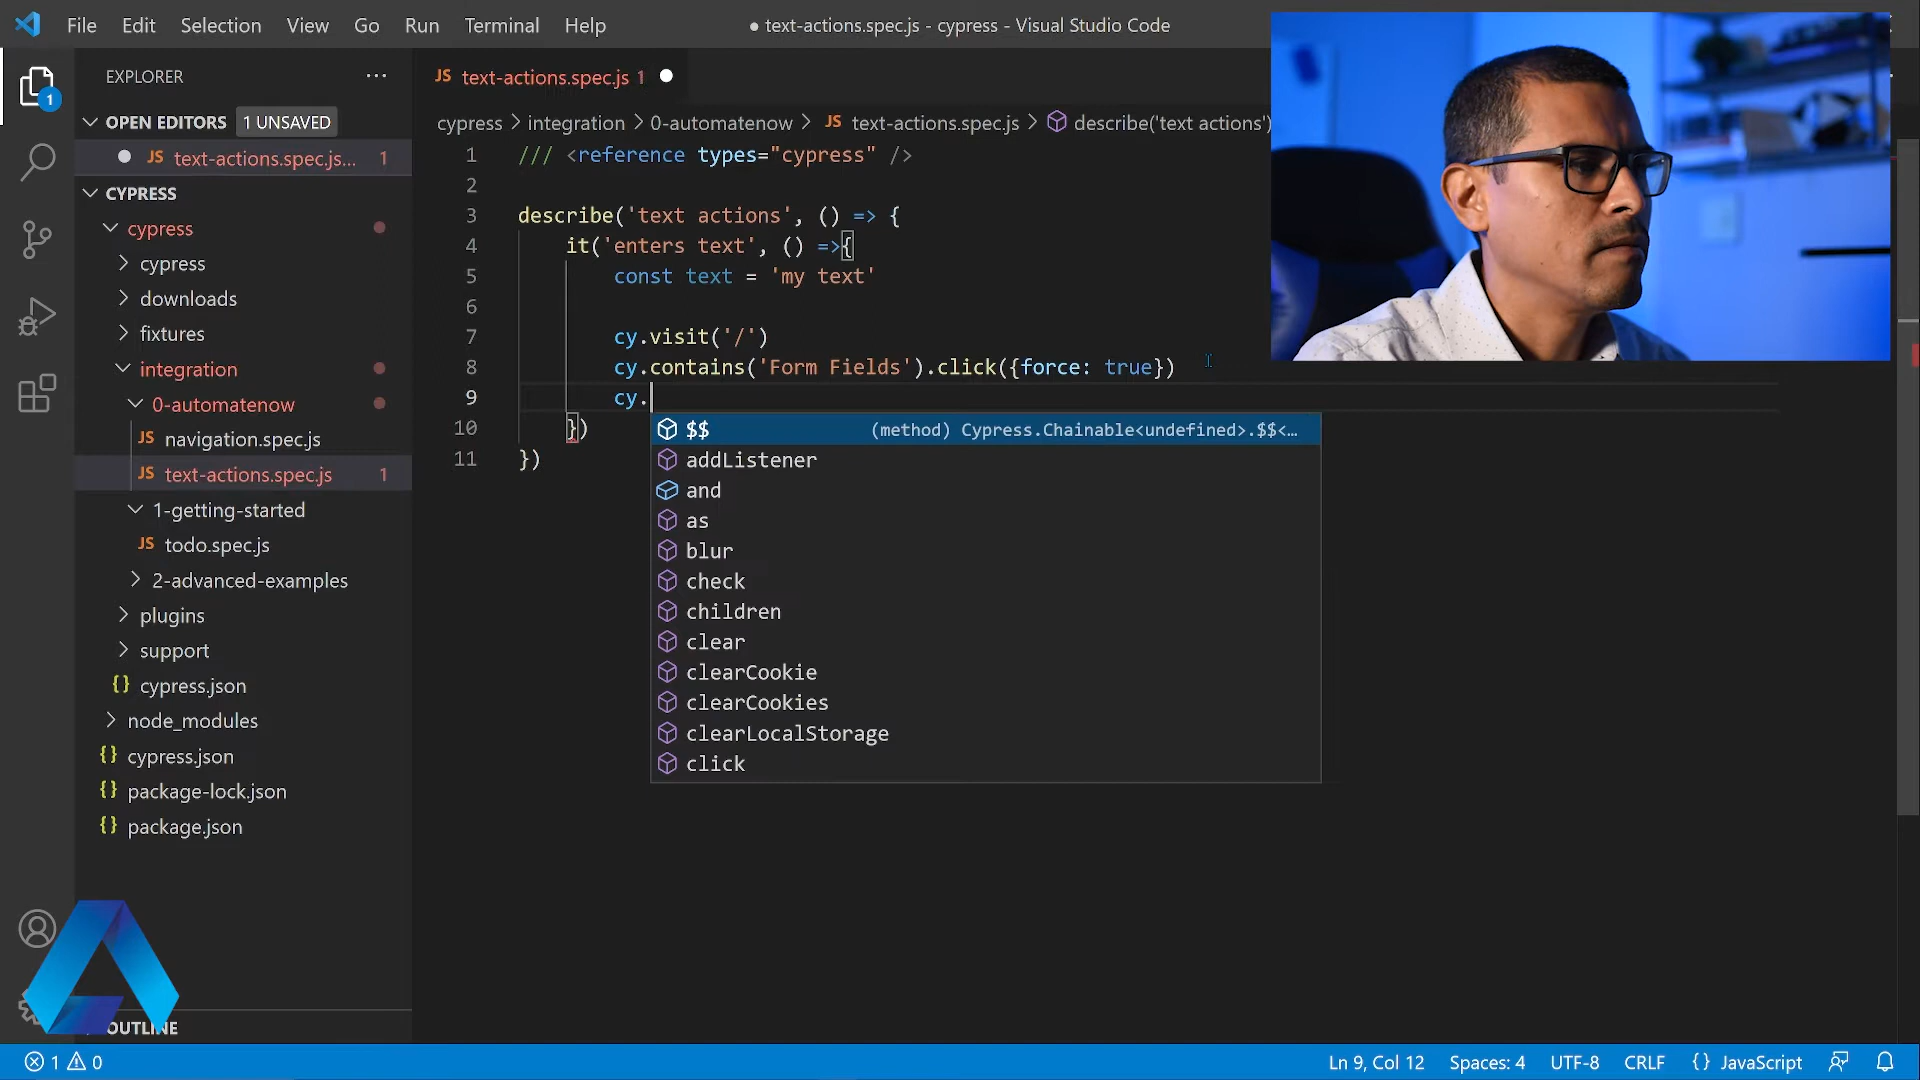 File Edit Selection View Go Run Terminal Help
● text-actions.spec.js - cypress - Visual Studio Code
EXPLORER ···
1
OPEN EDITORS 1 UNSAVED
JS text-actions.spec.js... 1
CYPRESS
cypress
cypress
downloads
fixtures
integration
0-automatenow
JS navigation.spec.js
JS text-actions.spec.js 1
1-getting-started
JS todo.spec.js
2-advanced-examples
plugins
support
{} cypress.json
node_modules
{} cypress.json
{} package-lock.json
{} package.json
OUTLINE
JS text-actions.spec.js 1
cypress > integration > 0-automatenow > JS text-actions.spec.js > describe('text actions')
1 /// <reference types="cypress" />
2
3 describe('text actions', () => {
4 it('enters text', () =>{
5 const text = 'my text'
6
7 cy.visit('/')
8 cy.contains('Form Fields').click({force: true})
9 cy.
10 })
11 })
$$ (method) Cypress.Chainable<undefined>.$$<…
addListener
and
as
blur
check
children
clear
clearCookie
clearCookies
clearLocalStorage
click
1 0
Ln 9, Col 12 Spaces: 4 UTF-8 CRLF {} JavaScript